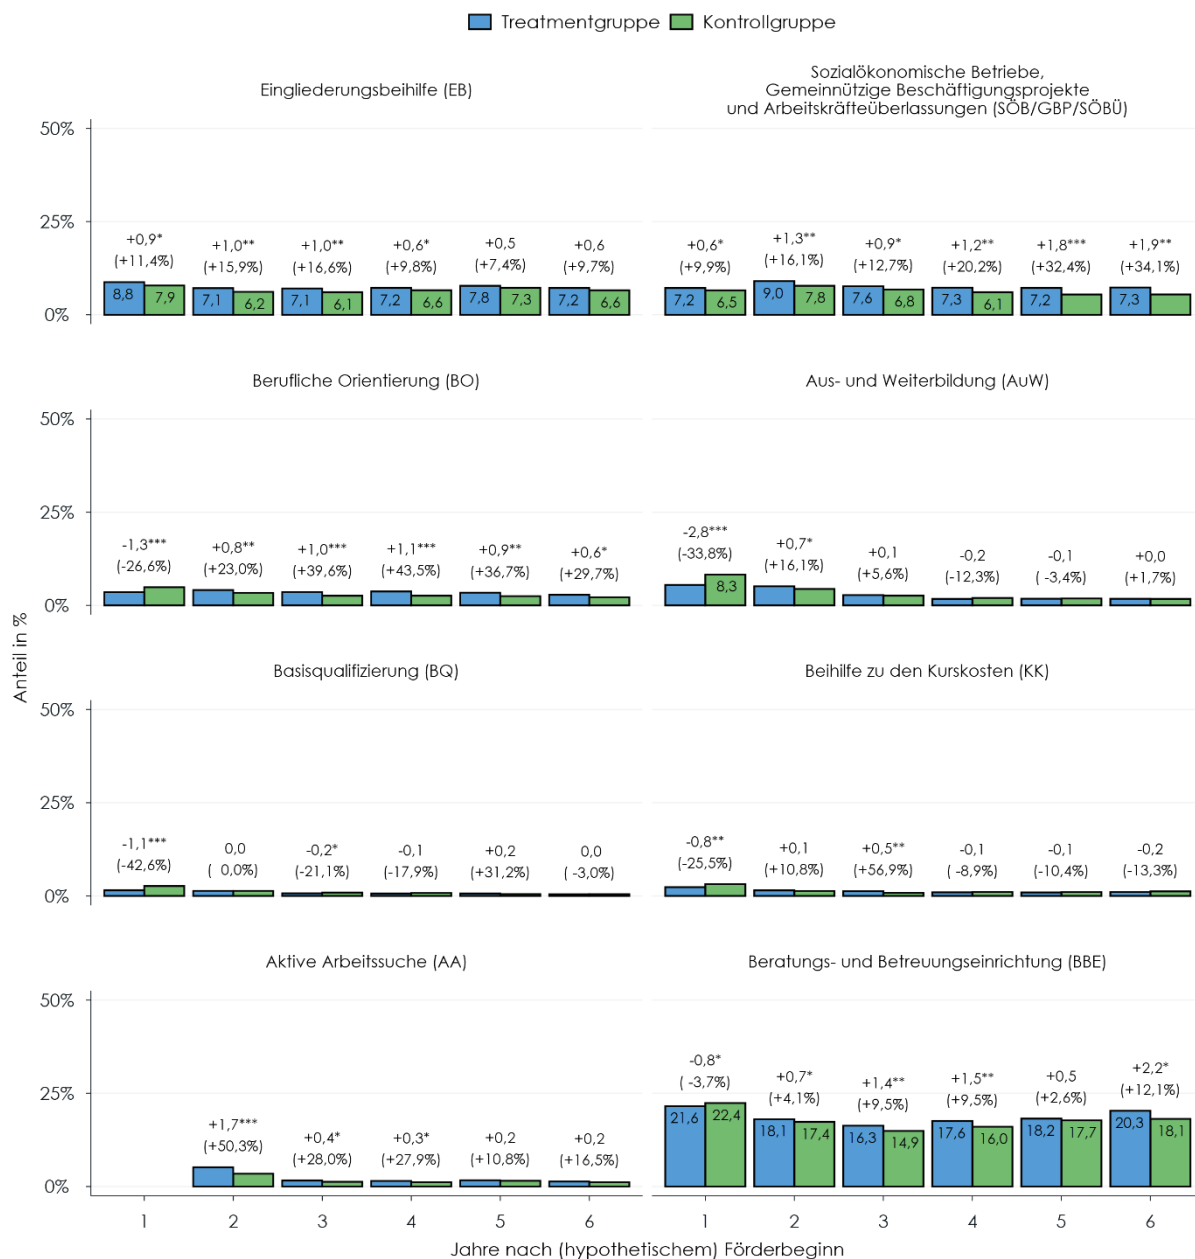 Treatmentgruppe Kontrollgruppe
Eingliederungsbeihilfe (EB)
50%
25%
0%
+0,9* +1,0** +1,0** +0,6* +0,5 +0,6
(+11,4%) (+15,9%) (+16,6%) (+9,8%) (+7,4%) (+9,7%)
8,8 7,9 7,1 6,2 7,1 6,1 7,2 6,6 7,8 7,3 7,2 6,6
Sozialökonomische Betriebe,
Gemeinnützige Beschäftigungsprojekte
und Arbeitskräfteüberlassungen (SÖB/GBP/SÖBÜ)
+0,6* +1,3** +0,9* +1,2** +1,8*** +1,9**
(+9,9%) (+16,1%) (+12,7%) (+20,2%) (+32,4%) (+34,1%)
7,2 6,5 9,0 7,8 7,6 6,8 7,3 6,1 7,2 7,3
Berufliche Orientierung (BO)
50%
25%
0%
-1,3*** +0,8** +1,0*** +1,1*** +0,9** +0,6*
(-26,6%) (+23,0%) (+39,6%) (+43,5%) (+36,7%) (+29,7%)
Aus- und Weiterbildung (AuW)
-2,8*** +0,7* +0,1 -0,2 -0,1 +0,0
(-33,8%) (+16,1%) (+5,6%) (-12,3%) ( -3,4%) (+1,7%)
8,3
Anteil in %
Basisqualifizierung (BQ)
50%
25%
0%
-1,1*** 0,0 -0,2* -0,1 +0,2 0,0
(-42,6%) ( 0,0%) (-21,1%) (-17,9%) (+31,2%) ( -3,0%)
Beihilfe zu den Kurskosten (KK)
-0,8** +0,1 +0,5** -0,1 -0,1 -0,2
(-25,5%) (+10,8%) (+56,9%) ( -8,9%) (-10,4%) (-13,3%)
Aktive Arbeitssuche (AA)
50%
25%
0%
+1,7*** +0,4* +0,3* +0,2 +0,2
(+50,3%) (+28,0%) (+27,9%) (+10,8%) (+16,5%)
1 2 3 4 5 6
Beratungs- und Betreuungseinrichtung (BBE)
-0,8* +0,7* +1,4** +1,5** +0,5 +2,2*
( -3,7%) (+4,1%) (+9,5%) (+9,5%) (+2,6%) (+12,1%)
21,6 22,4 18,1 17,4 16,3 14,9 17,6 16,0 18,2 17,7 20,3 18,1
1 2 3 4 5 6
Jahre nach (hypothetischem) Förderbeginn